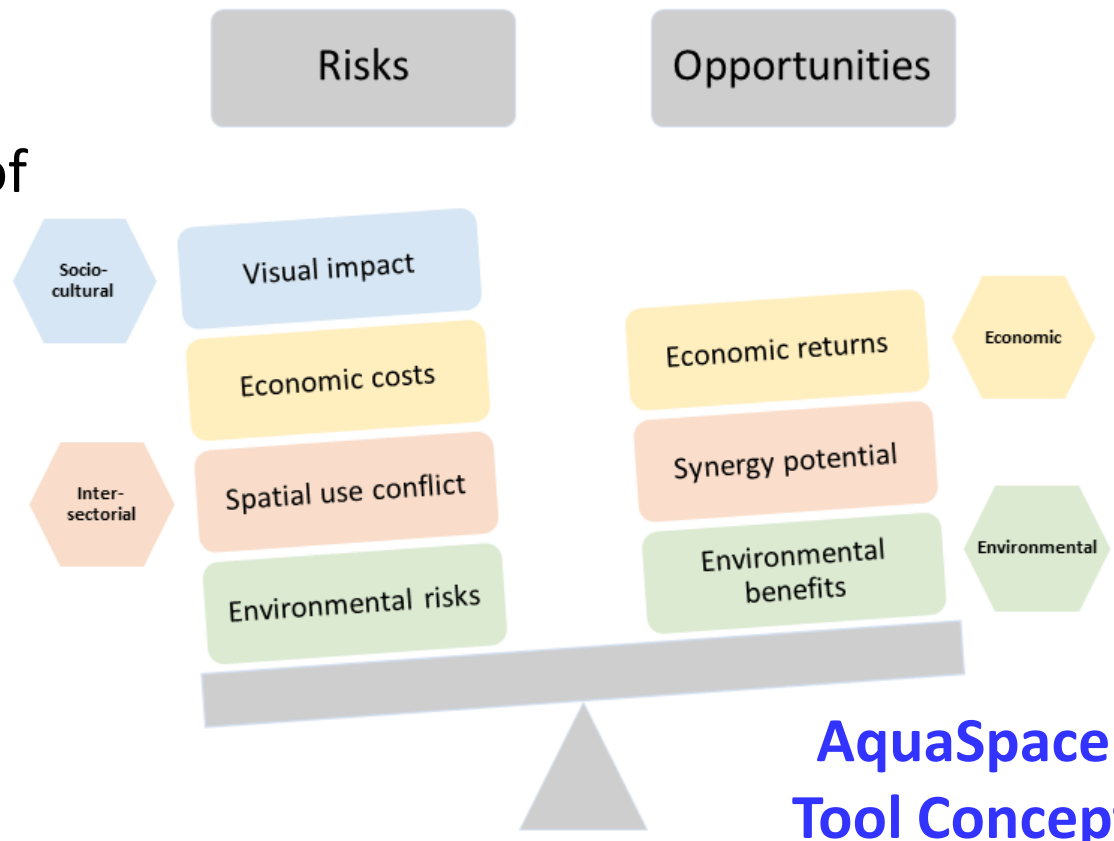 Risks
Opportunities
of
Socio-
cultural
Visual impact
Economic costs
Economic returns
Economic
Inter-
sectorial
Spatial use conflict
Synergy potential
Environmental risks
Environmental
benefits
Environmental
AquaSpace
Tool Concept